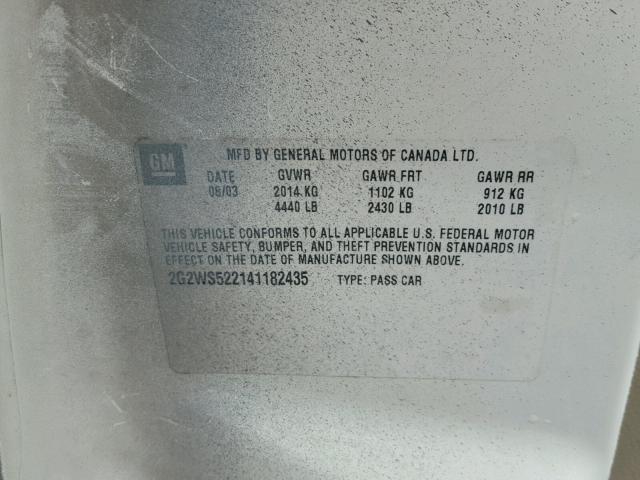 GM
MFD BY GENERAL MOTORS OF CANADA LTD.
DATE GVWR GAWR FRT GAWR RR
08/03 2014 KG 1102 KG 912 KG
4440 LB 2430 LB 2010 LB
THIS VEHICLE CONFORMS TO ALL APPLICABLE U.S. FEDERAL MOTOR
VEHICLE SAFETY, BUMPER, AND THEFT PREVENTION STANDARDS IN
EFFECT ON THE DATE OF MANUFACTURE SHOWN ABOVE.
2G2WS522141182435 TYPE: PASS CAR